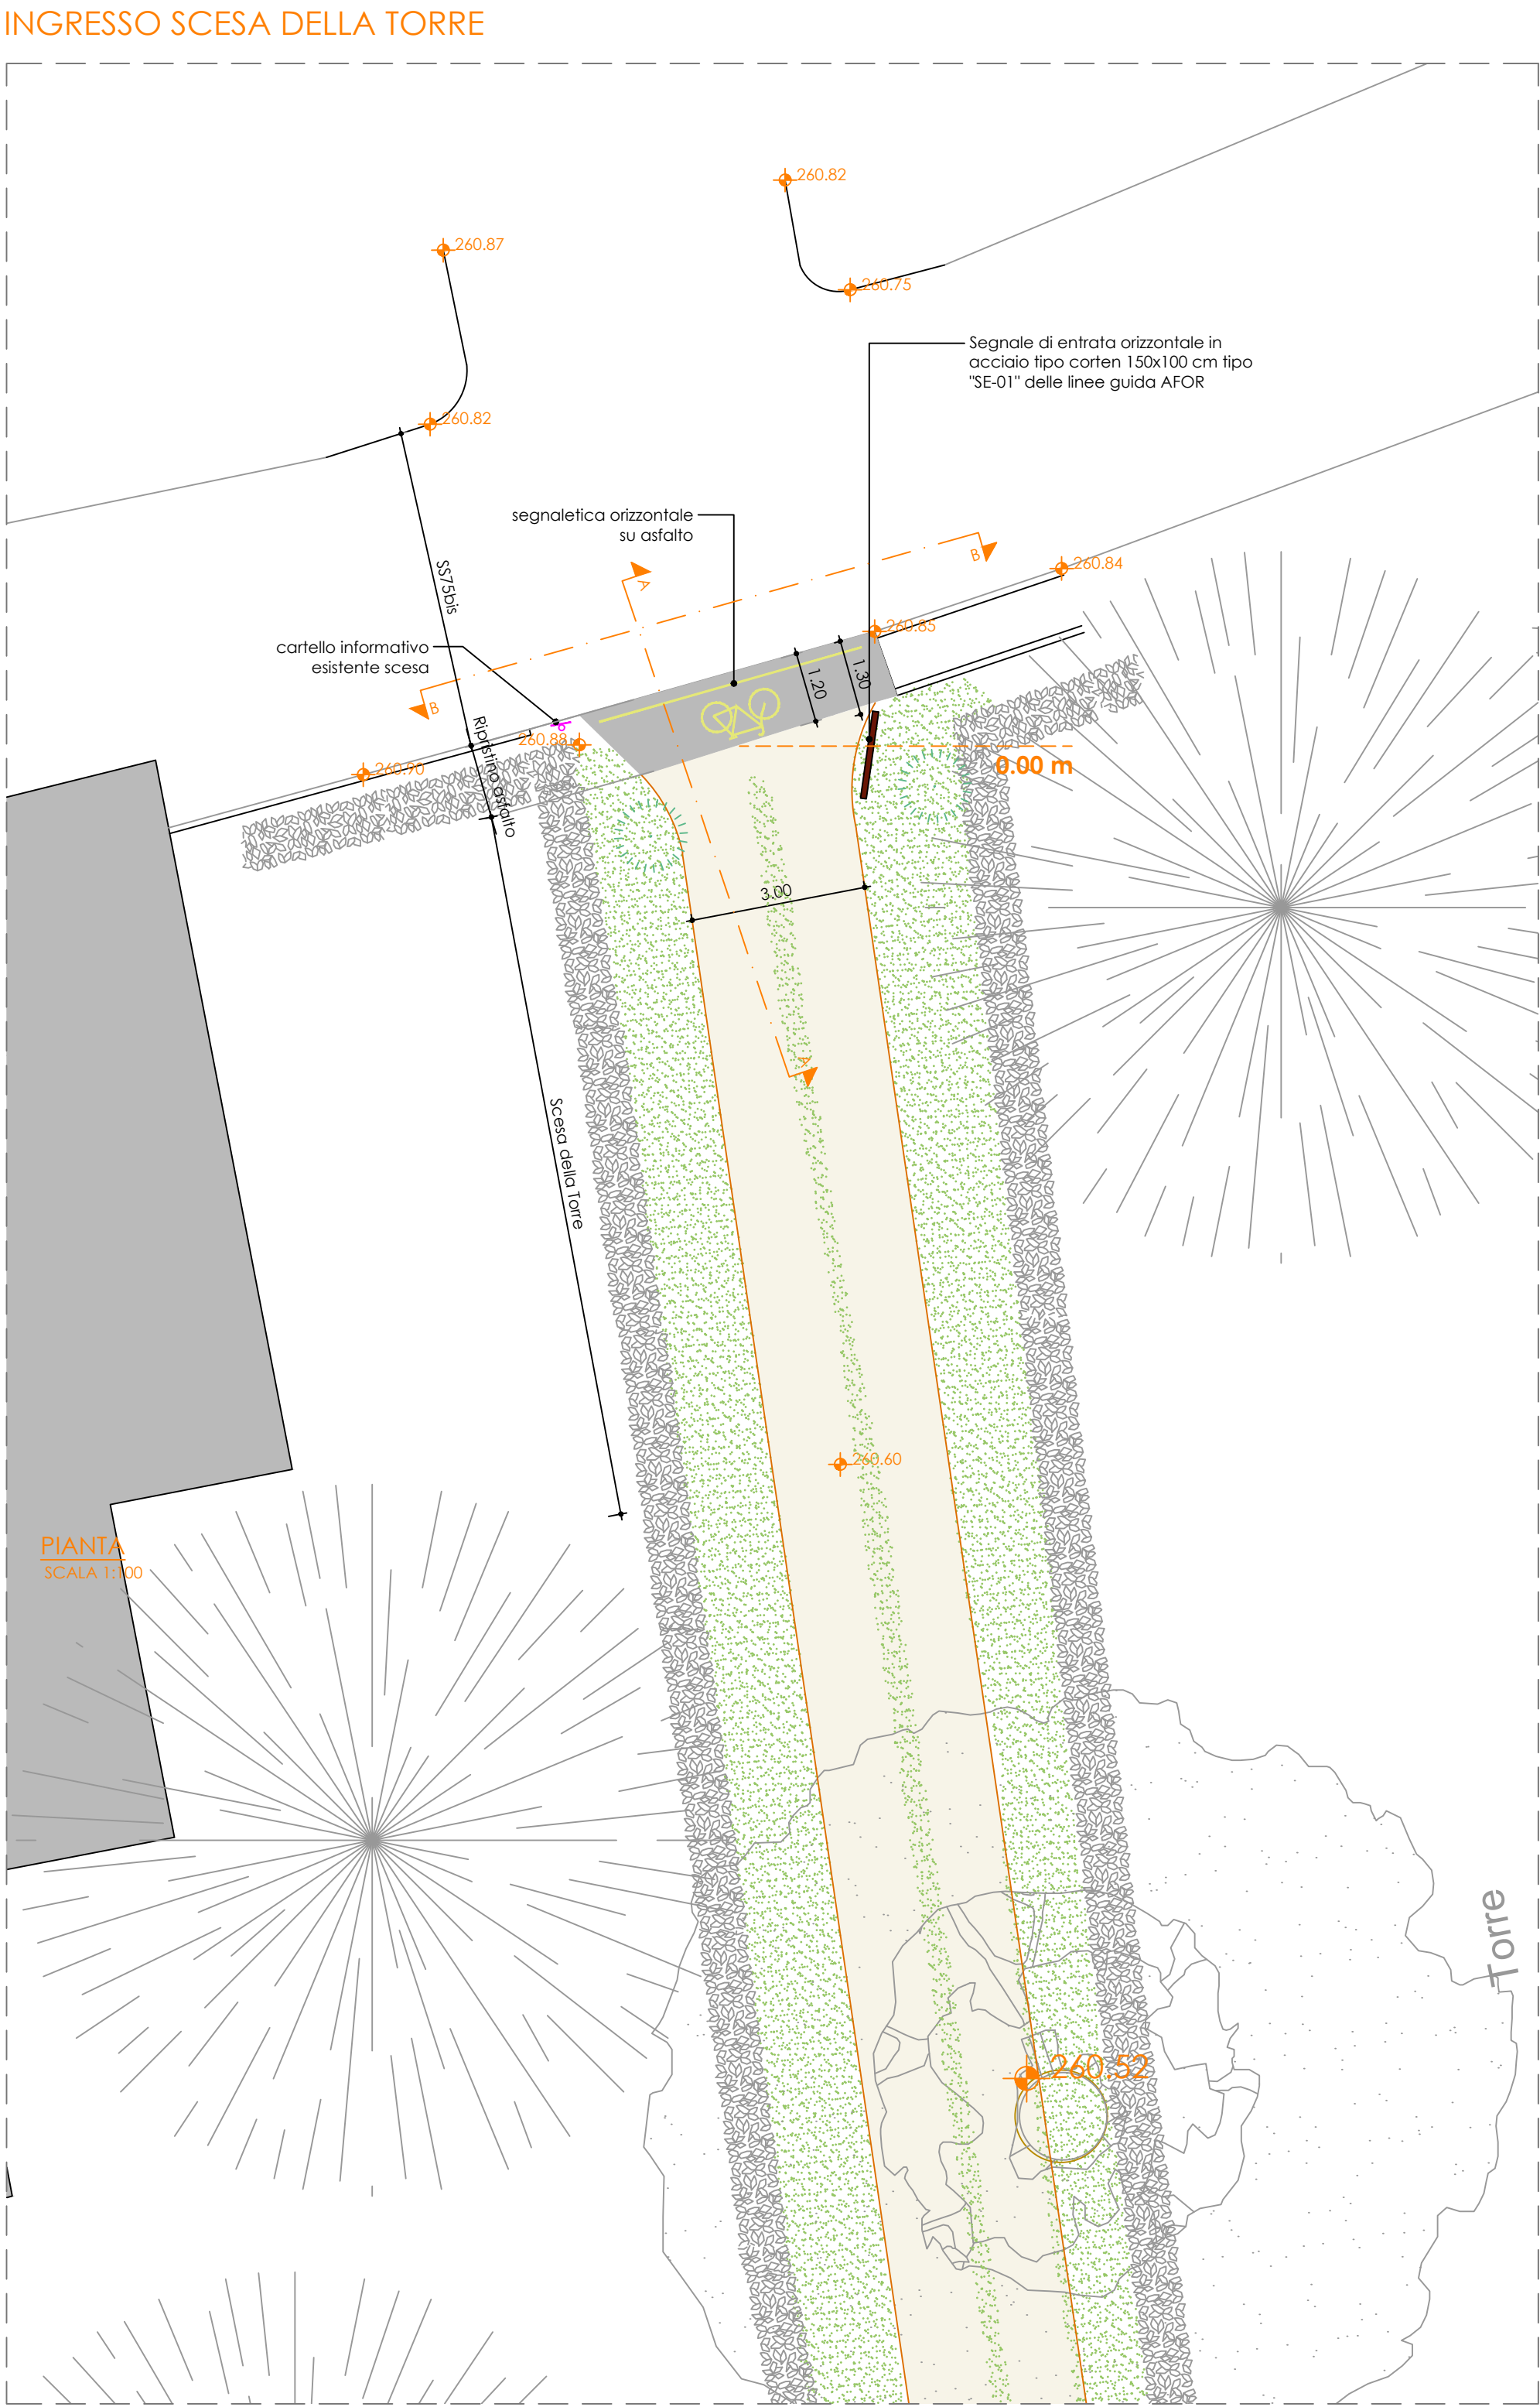 INGRESSO SCESA DELLA TORRE
260.82
260.87
260.75
Segnale di entrata orizzontale in
acciaio tipo corten 150x100 cm tipo
"SE-01" delle linee guida AFOR
260.82
segnaletica orizzontale
su asfalto
B
260.84
A
SS75bis
260.85
cartello informativo
esistente scesa
1.20
1.30
B
Ripristino asfalto
260.88
0.00 m
260.90
3.00
A
Scesa della Torre
260.60
PIANTA
SCALA 1:100
Torre
260.52